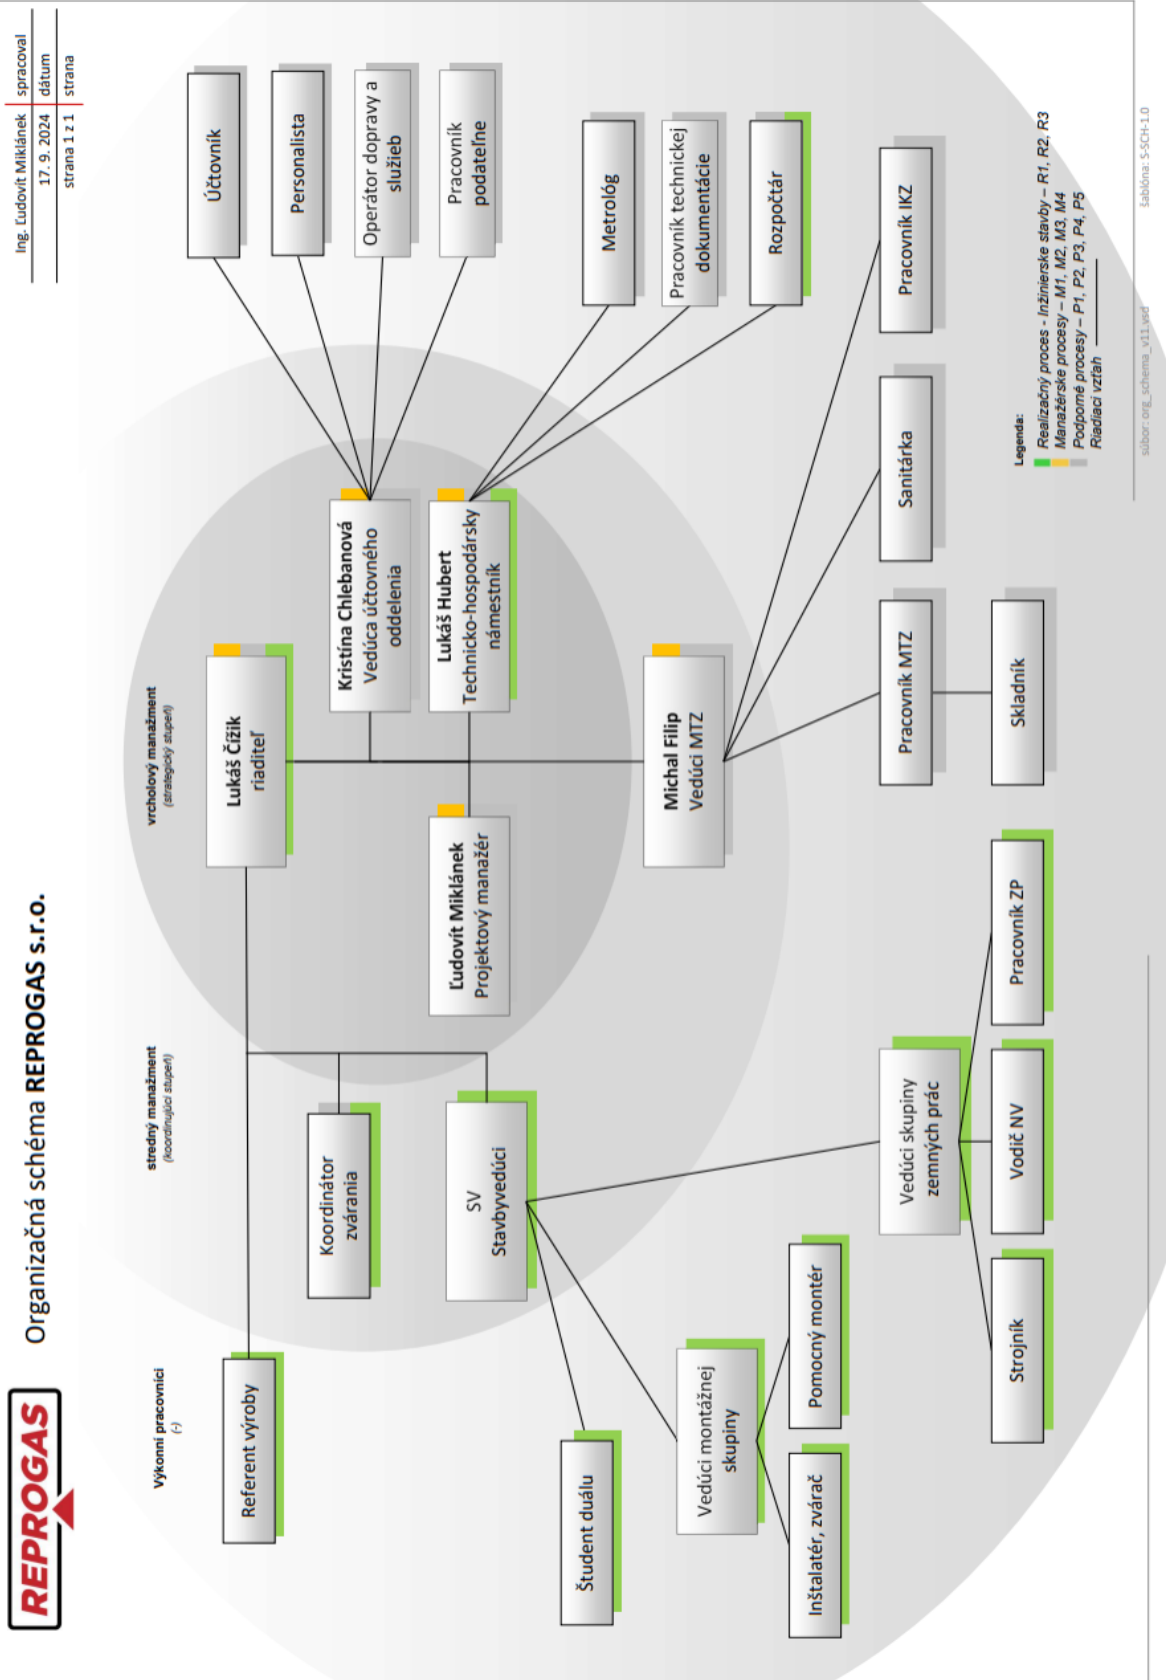 REPROGAS
Organizačná schéma REPROGAS s.r.o.
Ing. Ľudovít Miklánek spracoval
17. 9. 2024 dátum
strana 1 z 1 strana
Výkonní pracovníci
(-)
stredný manažment
(koordinujúci stupeň)
vrcholový manažment
(strategický stupeň)
Referent výroby
Lukáš Čížik
riaditeľ
Účtovník
Personalista
Operátor dopravy a
služieb
Pracovník
podateľne
Koordinátor
zvárania
Kristína Chlebanová
Vedúca účtovného
oddelenia
SV
Stavbyvedúci
Ľudovít Miklánek
Projektový manažér
Lukáš Hubert
Technicko-hospodársky
námestník
Metrológ
Pracovník technickej
dokumentácie
Rozpočtár
Študent duálu
Vedúci montážnej
skupiny
Michal Filip
Vedúci MTZ
Inštalatér, zvárač
Pomocný montér
Vedúci skupiny
zemných prác
Pracovník MTZ
Sanitárka
Pracovník IKZ
Strojník
Vodič NV
Pracovník ZP
Skladník
Legenda:
Realizačný proces - Inžinierske stavby – R1, R2, R3
Manažérske procesy – M1, M2, M3, M4
Podporné procesy – P1, P2, P3, P4, P5
Riadiaci vzťah
súbor: org_schema_v11.vsd
šablóna: S-SCH-1.0